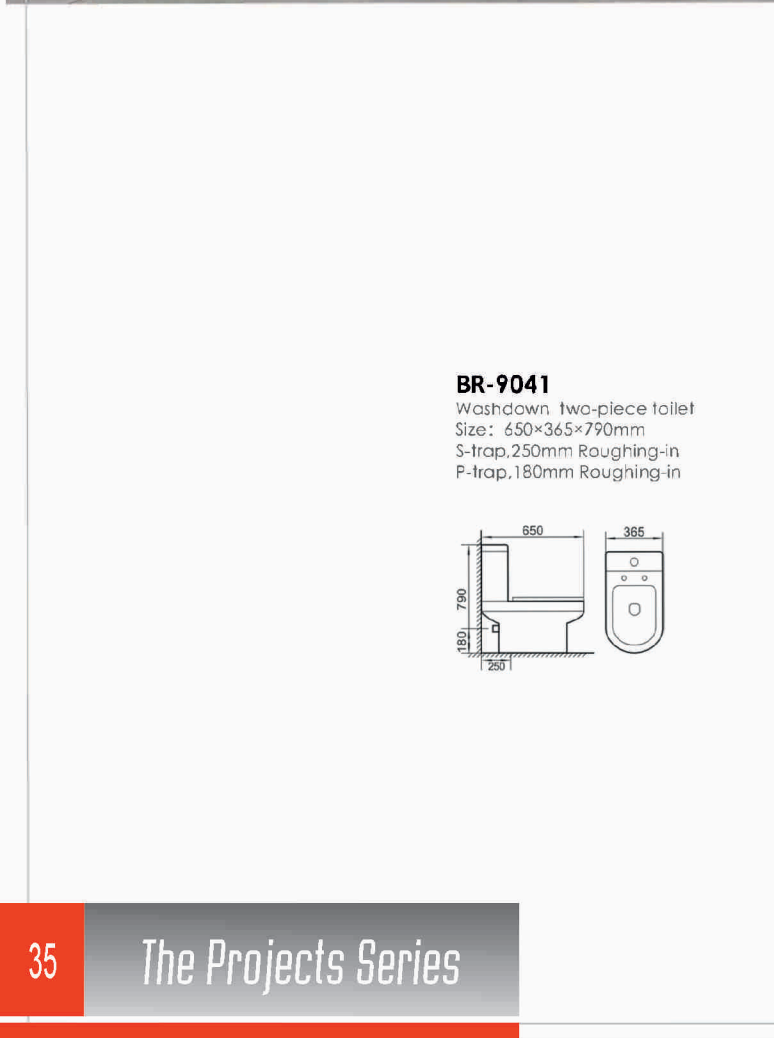 BR-9041
Washdown two-piece toilet
Size: 650×365×790mm
S-trap,250mm Roughing-in
P-trap,180mm Roughing-in
650
365
790
180
250
35
The Projects Series